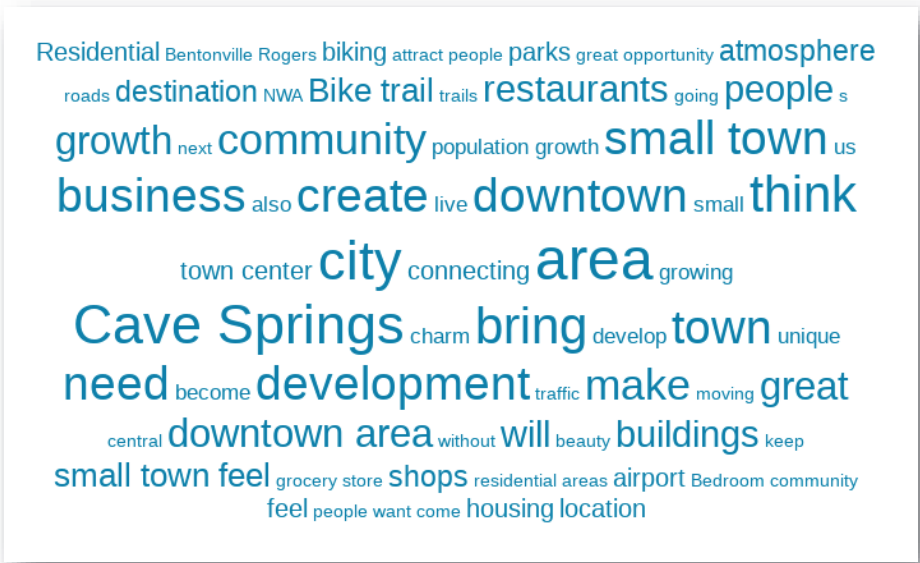 Residential Bentonville Rogers biking attract people parks great opportunity atmosphere
roads destination NWA Bike trail trails restaurants going people s
growth next community population growth small town us
business also create live downtown small think
town center city connecting area growing
Cave Springs charm bring develop town unique
need become development traffic make moving great
central downtown area without will beauty buildings keep
small town feel grocery store shops residential areas airport Bedroom community
feel people want come housing location